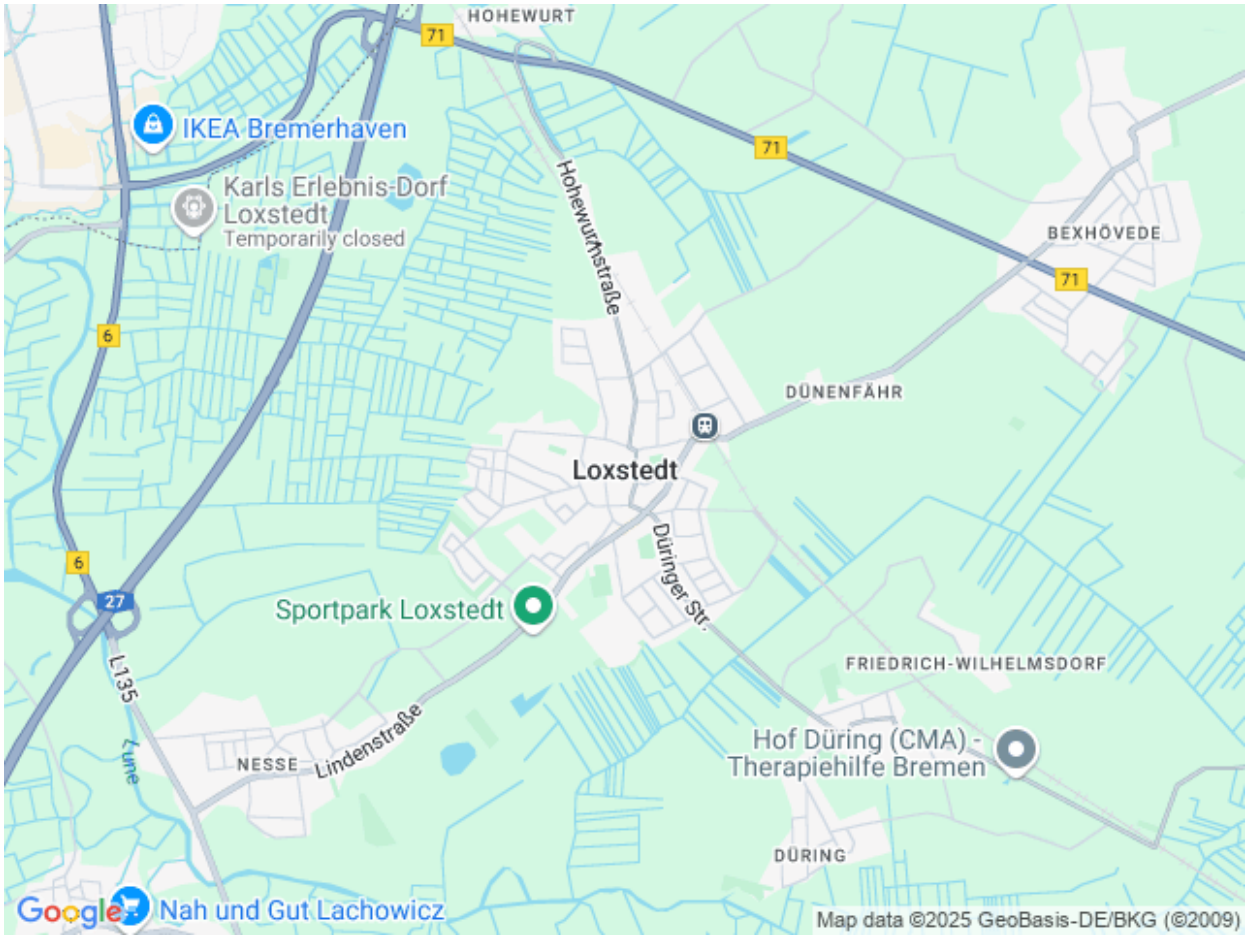 HOHEWURT
71
IKEA Bremerhaven
71
Karls Erlebnis-Dorf
Loxstedt
Temporarily closed
Hohewurthstraße
BEXHÖVEDE
71
6
DÜNENFÄHR
Loxstedt
Düringer Str.
6
27
Sportpark Loxstedt
L135
FRIEDRICH-WILHELMSDORF
Lindenstraße
Lune
NESSE
Hof Düring (CMA) -
Therapiehilfe Bremen
DÜRING
Google
Nah und Gut Lachowicz
Map data ©2025 GeoBasis-DE/BKG (©2009)